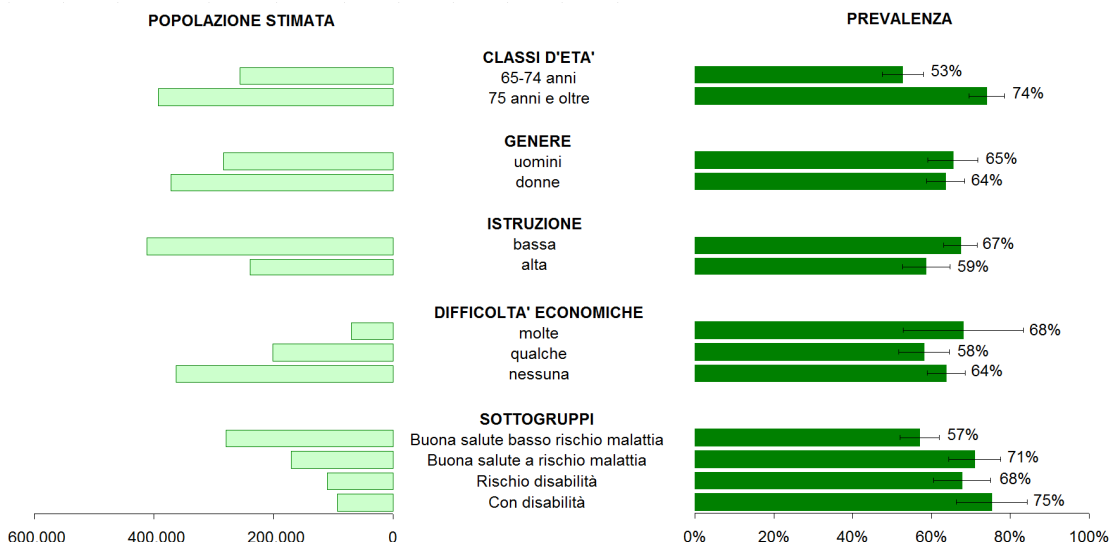 POPOLAZIONE STIMATA
PREVALENZA
CLASSI D'ETA'
65-74 anni 53%
75 anni e oltre 74%
GENERE
uomini 65%
donne 64%
ISTRUZIONE
bassa 67%
alta 59%
DIFFICOLTA' ECONOMICHE
molte 68%
qualche 58%
nessuna 64%
SOTTOGRUPPI
Buona salute basso rischio malattia 57%
Buona salute a rischio malattia 71%
Rischio disabilità 68%
Con disabilità 75%
600.000 400.000 200.000 0
0% 20% 40% 60% 80% 100%